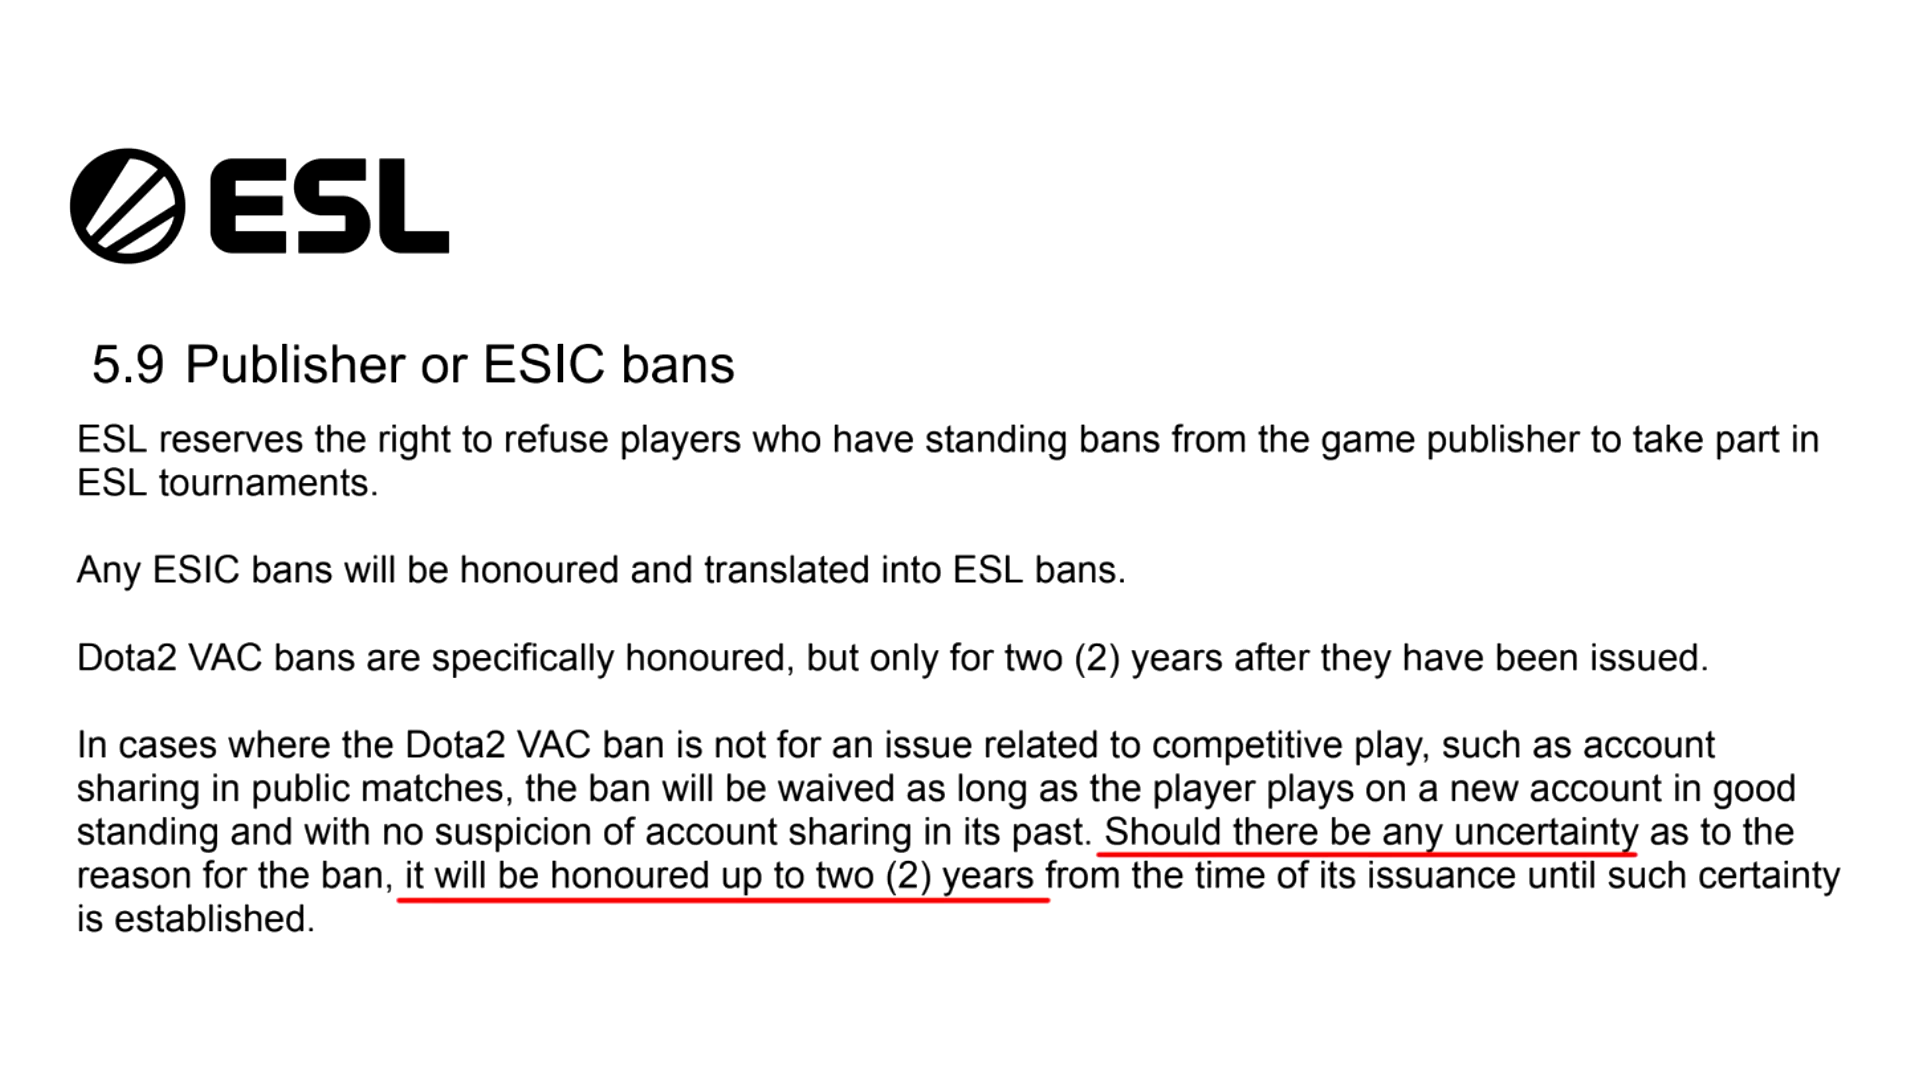 ESL
5.9 Publisher or ESIC bans
ESL reserves the right to refuse players who have standing bans from the game publisher to take part in
ESL tournaments.
Any ESIC bans will be honoured and translated into ESL bans.
Dota2 VAC bans are specifically honoured, but only for two (2) years after they have been issued.
In cases where the Dota2 VAC ban is not for an issue related to competitive play, such as account
sharing in public matches, the ban will be waived as long as the player plays on a new account in good
standing and with no suspicion of account sharing in its past. Should there be any uncertainty as to the
reason for the ban, it will be honoured up to two (2) years from the time of its issuance until such certainty
is established.